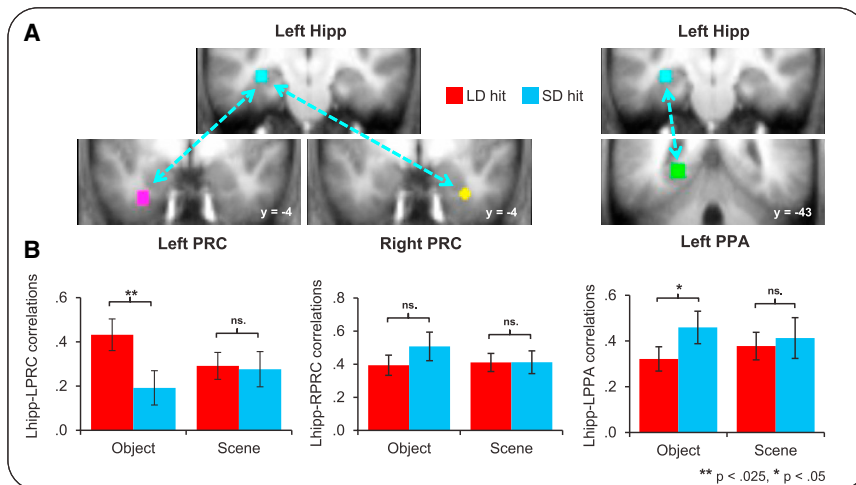 A
Left Hipp
Left Hipp
LD hit
SD hit
y = -4
y = -4
y = -43
Left PRC
Right PRC
Left PPA
B
Lhipp-LPRC correlations
.6
.4
.2
.0
**
ns.
Object
Scene
Lhipp-RPRC correlations
.8
.6
.4
.2
.0
ns.
ns.
Object
Scene
Lhipp-LPPA correlations
.6
.4
.2
.0
*
ns.
Object
Scene
** p < .025, * p < .05